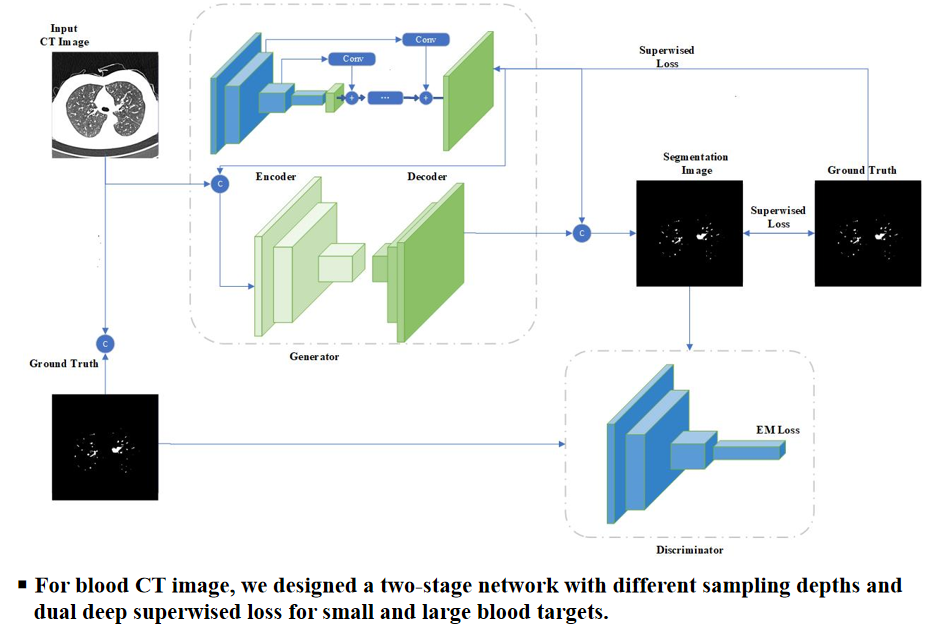 Input
CT Image
Conv
Conv
...
+
+
Superwised
Loss
C
Encoder
Decoder
Segmentation
Image
Ground Truth
Superwised
Loss
C
Generator
C
Ground Truth
EM Loss
Discriminator
▪ For blood CT image, we designed a two-stage network with different sampling depths and
dual deep superwised loss for small and large blood targets.